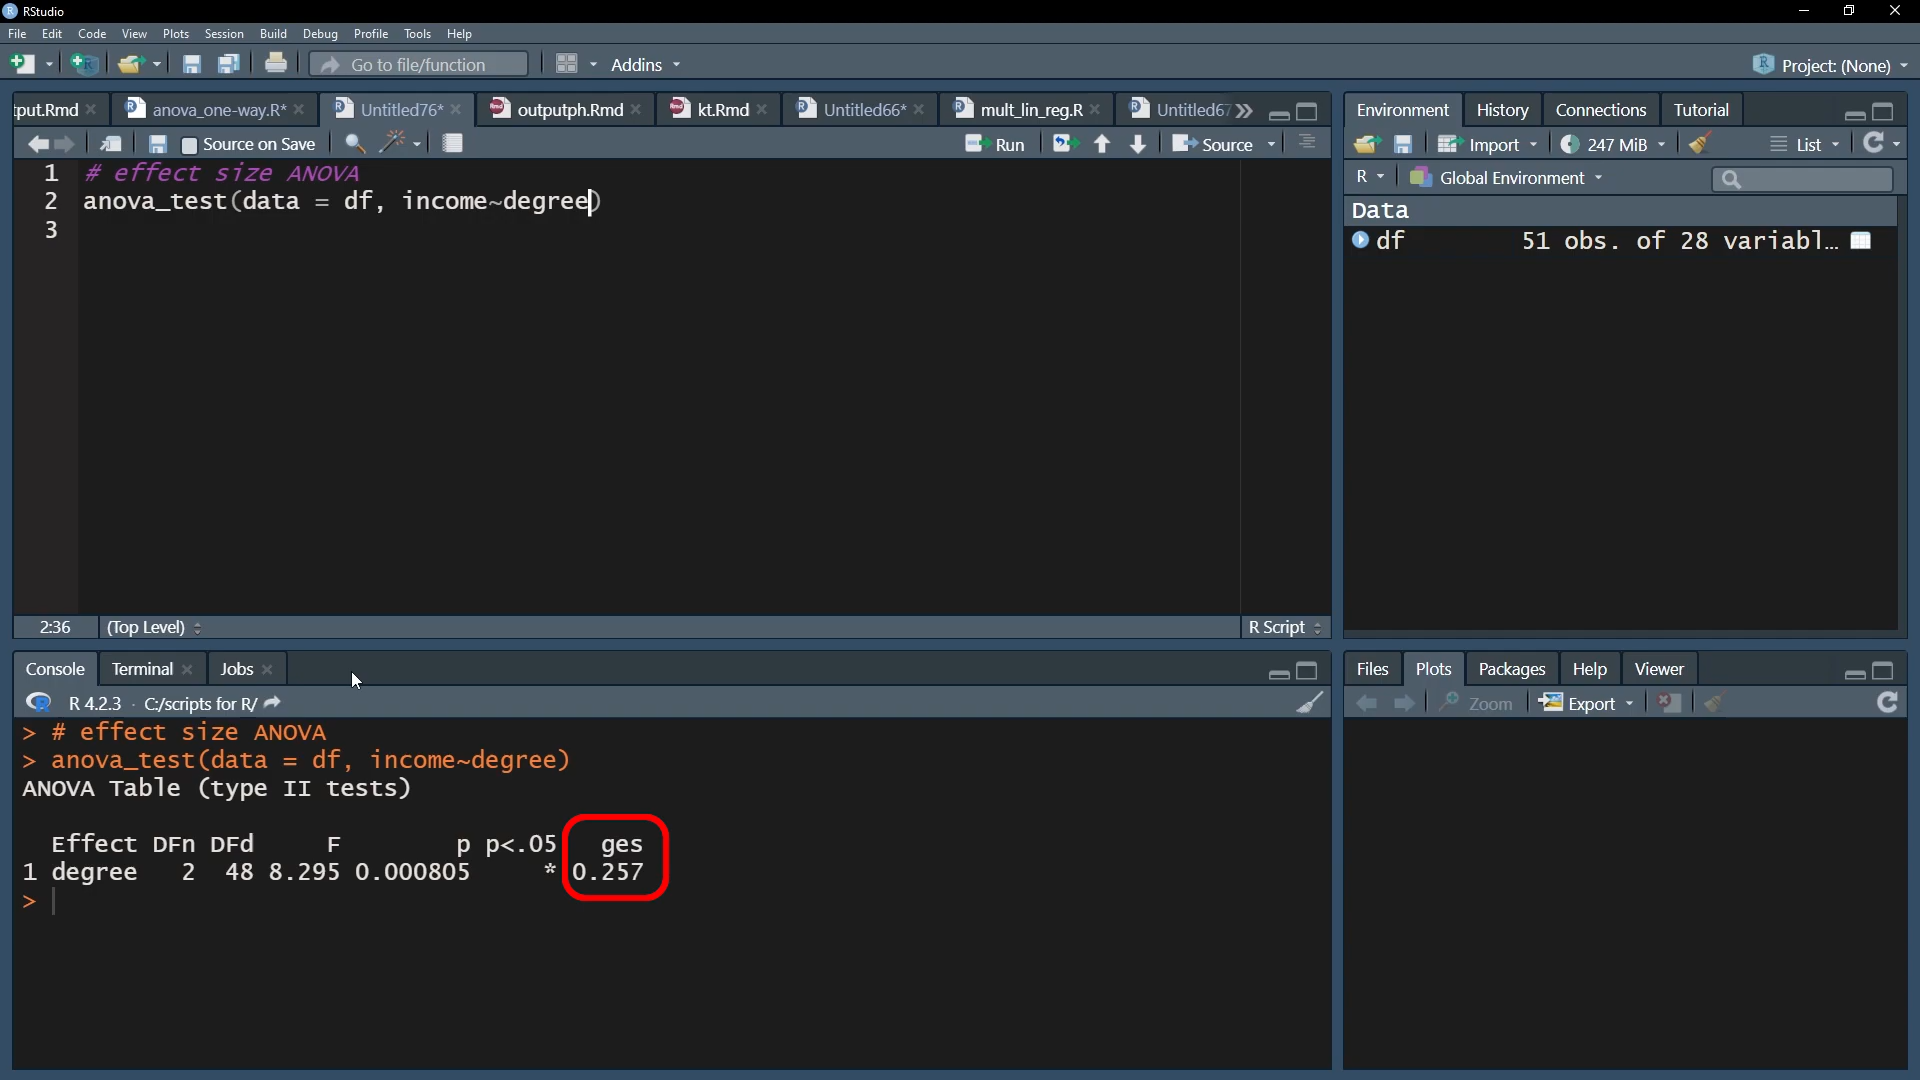 RStudio
File Edit Code View Plots Session Build Debug Profile Tools Help
Go to file/function Addins Project: (None)
tput.Rmd anova_one-way.R* Untitled76* outputph.Rmd kt.Rmd Untitled66* mult_lin_reg.R Untitled67
Source on Save Run Source
1 # effect size ANOVA
2 anova_test(data = df, income~degree)
3
2:36 (Top Level) R Script
Console Terminal Jobs
R 4.2.3 · C:/scripts for R/
> # effect size ANOVA
> anova_test(data = df, income~degree)
ANOVA Table (type II tests)
Effect DFn DFd F p p<.05 ges
1 degree 2 48 8.295 0.000805 * 0.257
>
Environment History Connections Tutorial
Import 247 MiB List
R Global Environment
Data
df 51 obs. of 28 variabl…
Files Plots Packages Help Viewer
Zoom Export